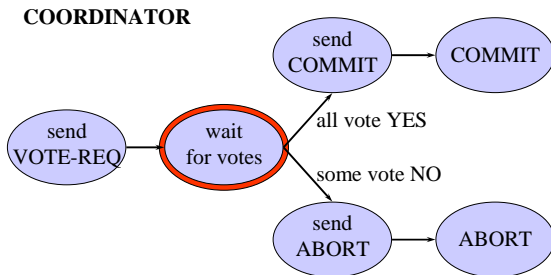 COORDINATOR
send
COMMIT
COMMIT
send
VOTE-REQ
wait
for votes
all vote YES
some vote NO
send
ABORT
ABORT